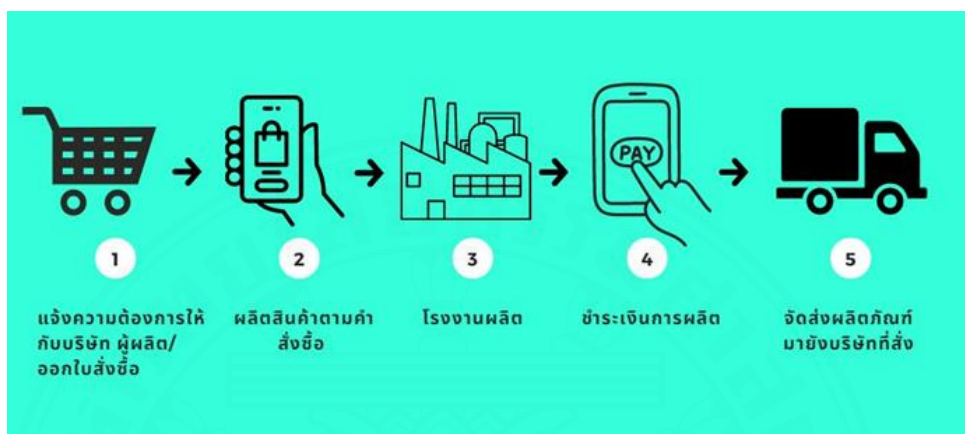 PAY
1
2
3
4
5
แจ้งความต้องการให้
กับบริษัท ผู้ผลิต/
ออกใบสั่งซื้อ
ผลิตสินค้าตามคำ
สั่งซื้อ
โรงงานผลิต
ชำระเงินการผลิต
จัดส่งผลิตภัณฑ์
มายังบริษัทที่สั่ง